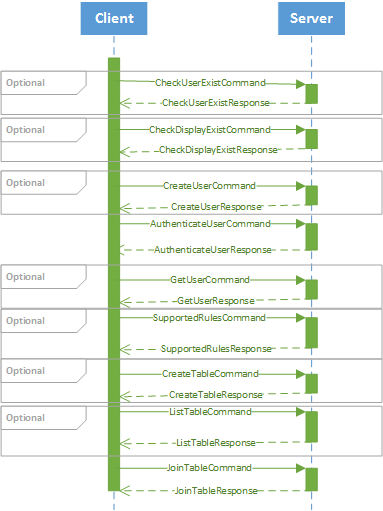 Client Server
Optional CheckUserExistCommand
CheckUserExistResponse
Optional CheckDisplayExistCommand
CheckDisplayExistResponse
Optional CreateUserCommand
CreateUserResponse
AuthenticateUserCommand
AuthenticateUserResponse
Optional GetUserCommand
GetUserResponse
Optional SupportedRulesCommand
SupportedRulesResponse
Optional CreateTableCommand
CreateTableResponse
Optional ListTableCommand
ListTableResponse
JoinTableCommand
JoinTableResponse